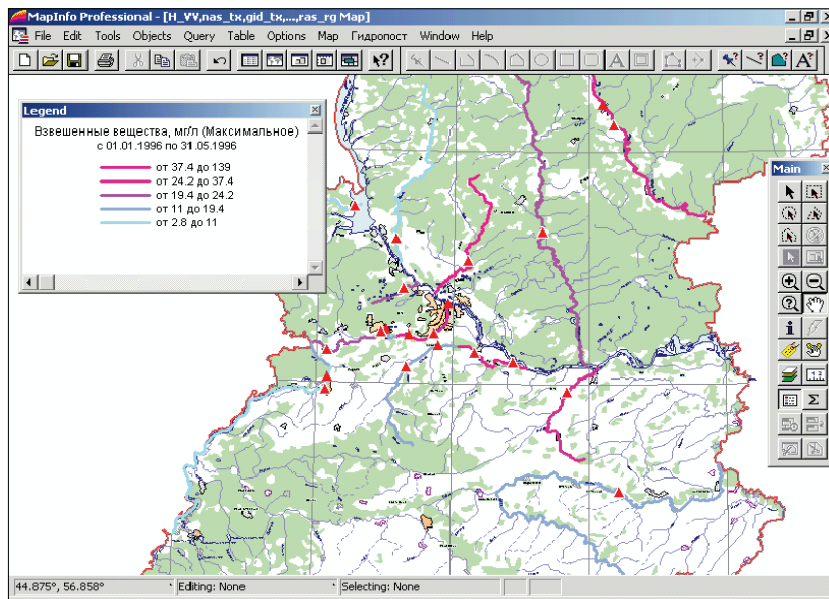 MapInfo Professional - [H_VV,nas_tx,gid_tx,...,ras_rg Map]
File Edit Tools Objects Query Table Options Map Гидропост Window Help
Legend
Взвешенные вещества, мг/л (Максимальное)
с 01.01.1996 по 31.05.1996
от 37.4 до 139
от 24.2 до 37.4
от 19.4 до 24.2
от 11 до 19.4
от 2.8 до 11
Main
44.875°, 56.858°
Editing: None
Selecting: None